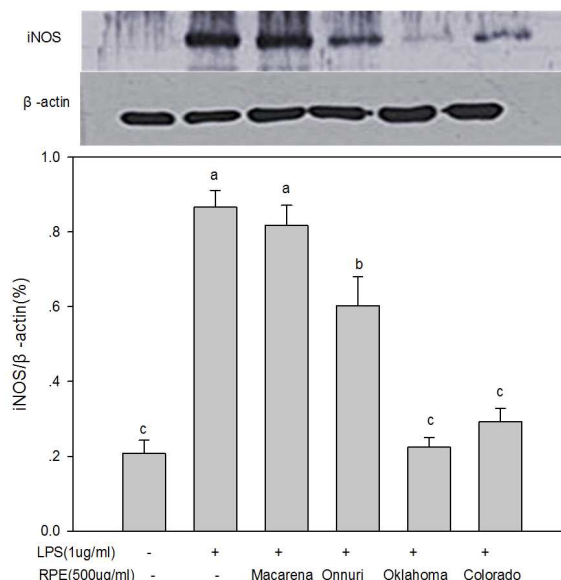 iNOS
β -actin
1.0
a
a
.8
b
.6
iNOS/β -actin(%)
.4
c
c
c
.2
0.0
LPS(1ug/ml) - + + + + +
RPE(500ug/ml) - - Macarena Onnuri Oklahoma Colorado